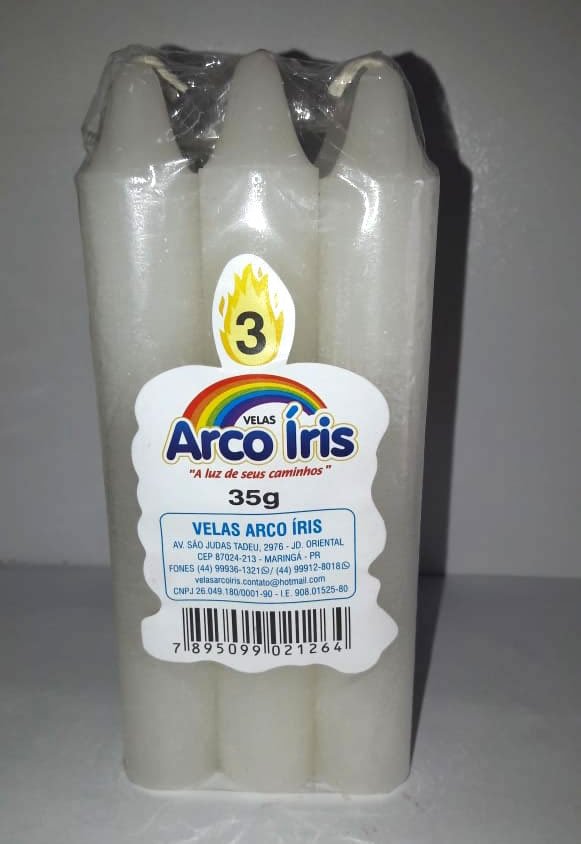 3
VELAS
Arco Íris
"A luz de seus caminhos"
35g
VELAS ARCO ÍRIS
AV. SÃO JUDAS TADEU, 2976 - JD. ORIENTAL
CEP 87024-213 - MARINGÁ - PR
FONES (44) 99936-1321 / (44) 99912-8018
velasarcoiris.contato@hotmail.com
CNPJ 26.049.180/0001-90 - I.E. 908.01525-80
7 895099 021264